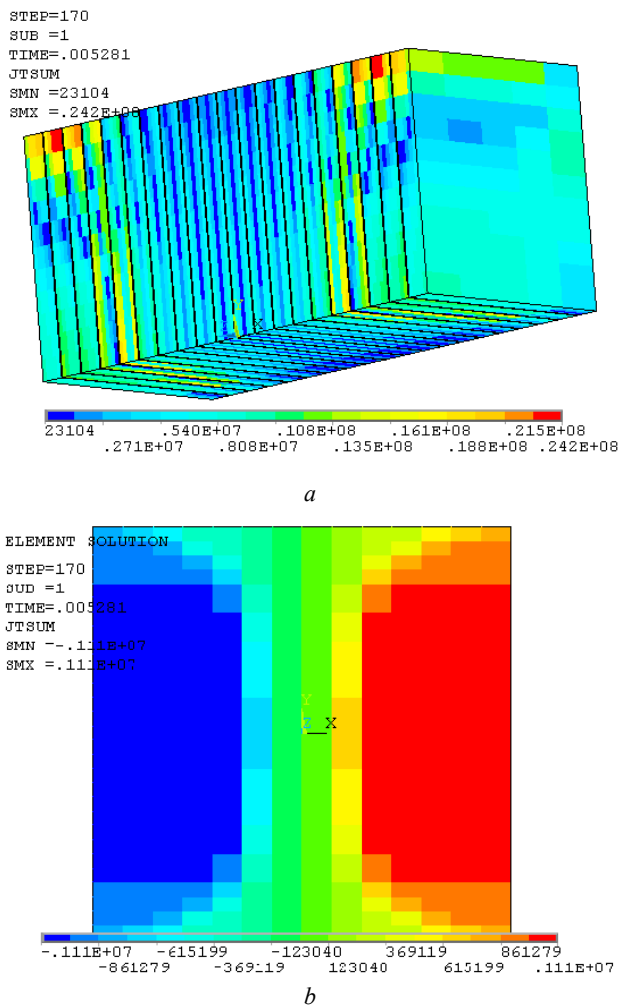 STEP=170
SUB =1
TIME=.005281
JTSUM
SMN =23104
SMX =.242E+08
Y
X
23104 .540E+07 .108E+08 .161E+08 .215E+08
.271E+07 .807E+07 .135E+08 .188E+08 .242E+08
a
ELEMENT SOLUTION
STEP=170
SUB =1
TIME=.005281
JTSUM
SMN =-.111E+07
SMX =.111E+07
Y
Z X
-.111E+07 -615199 -123040 369119 861279
-861279 -369119 123040 615199 .111E+07
b